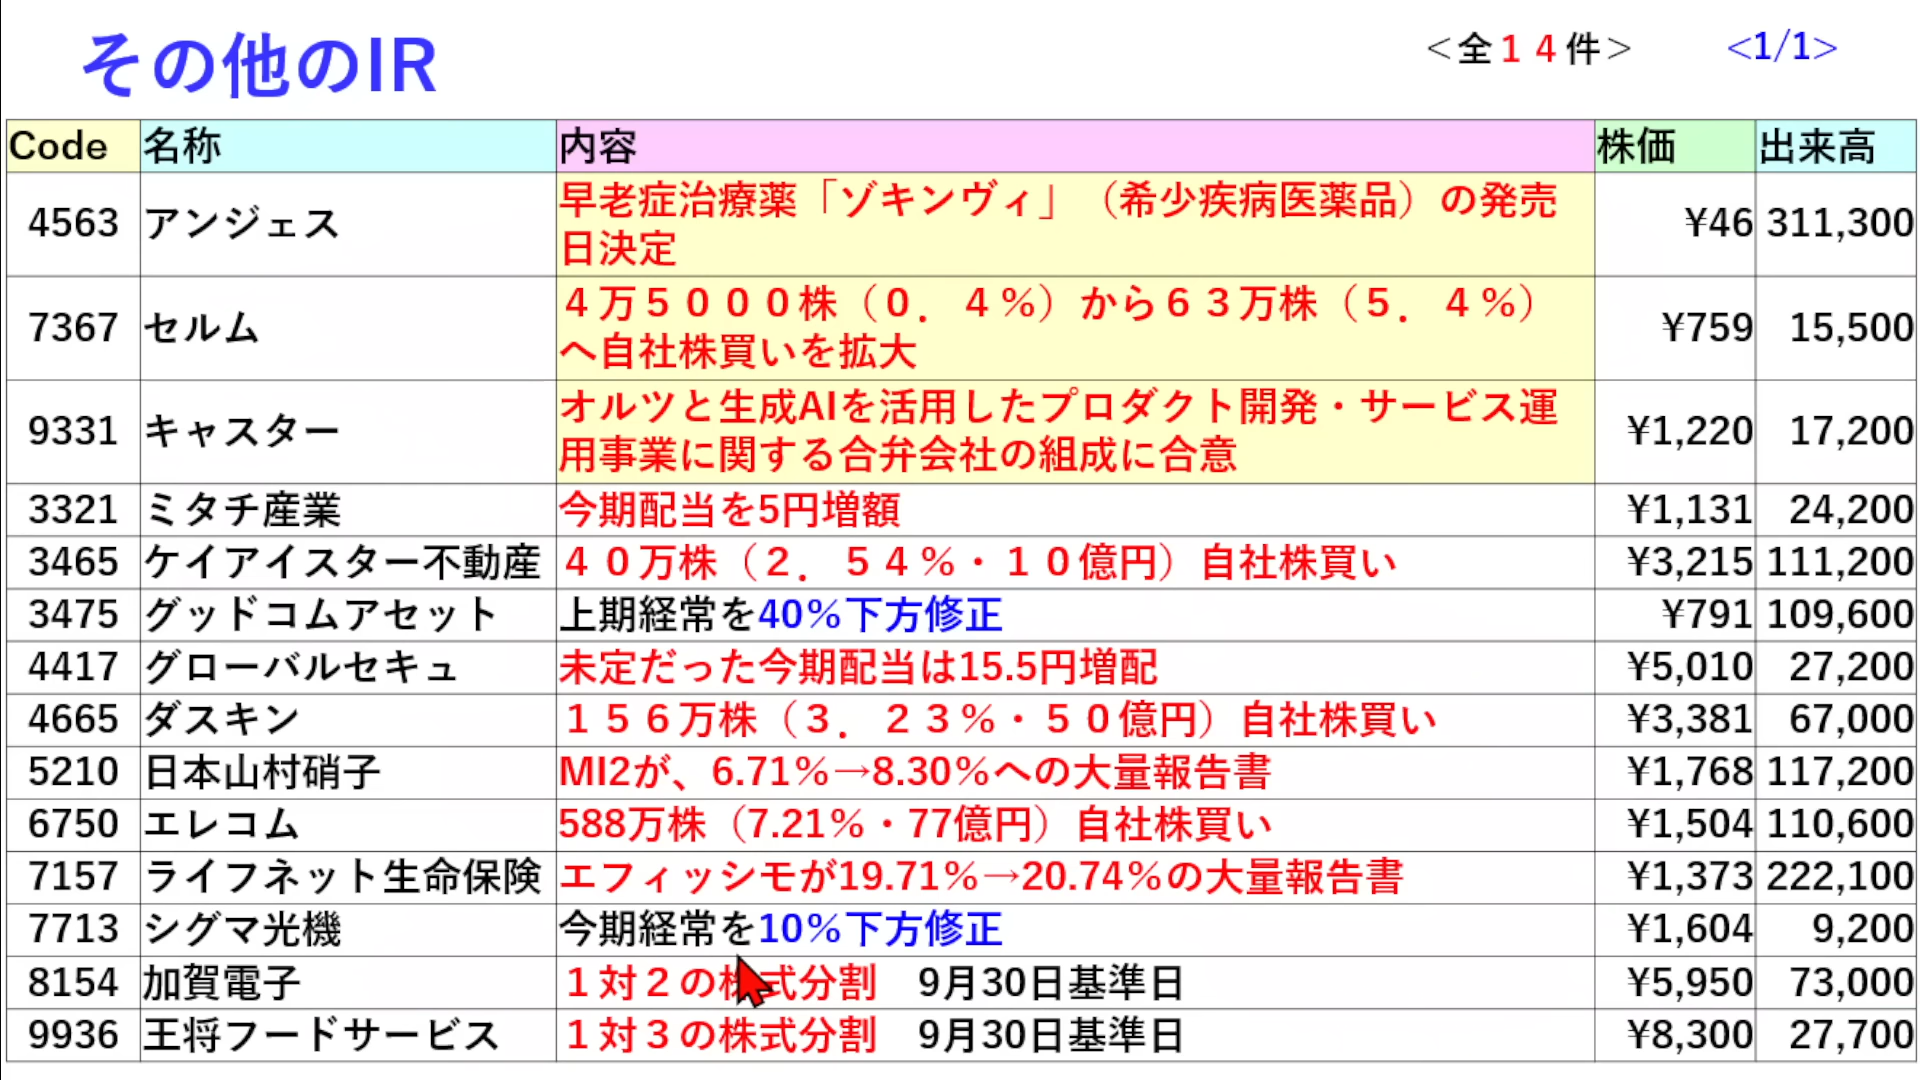 その他のIR
＜全１４件＞ <1/1>
Code 名称 内容 株価 出来高
4563 アンジェス 早老症治療薬「ゾキンヴィ」（希少疾病医薬品）の発売日決定 ¥46 311,300
7367 セルム ４万５０００株（０．４%）から６３万株（５．４%）へ自社株買いを拡大 ¥759 15,500
9331 キャスター オルツと生成AIを活用したプロダクト開発・サービス運用事業に関する合弁会社の組成に合意 ¥1,220 17,200
3321 ミタチ産業 今期配当を5円増額 ¥1,131 24,200
3465 ケイアイスター不動産 ４０万株（２．５４%・１０億円）自社株買い ¥3,215 111,200
3475 グッドコムアセット 上期経常を40%下方修正 ¥791 109,600
4417 グローバルセキュ 未定だった今期配当は15.5円増配 ¥5,010 27,200
4665 ダスキン １５６万株（３．２３%・５０億円）自社株買い ¥3,381 67,000
5210 日本山村硝子 MI2が、6.71%→8.30%への大量報告書 ¥1,768 117,200
6750 エレコム 588万株（7.21%・77億円）自社株買い ¥1,504 110,600
7157 ライフネット生命保険 エフィッシモが19.71%→20.74%の大量報告書 ¥1,373 222,100
7713 シグマ光機 今期経常を10%下方修正 ¥1,604 9,200
8154 加賀電子 １対２の株式分割　9月30日基準日 ¥5,950 73,000
9936 王将フードサービス １対３の株式分割　9月30日基準日 ¥8,300 27,700